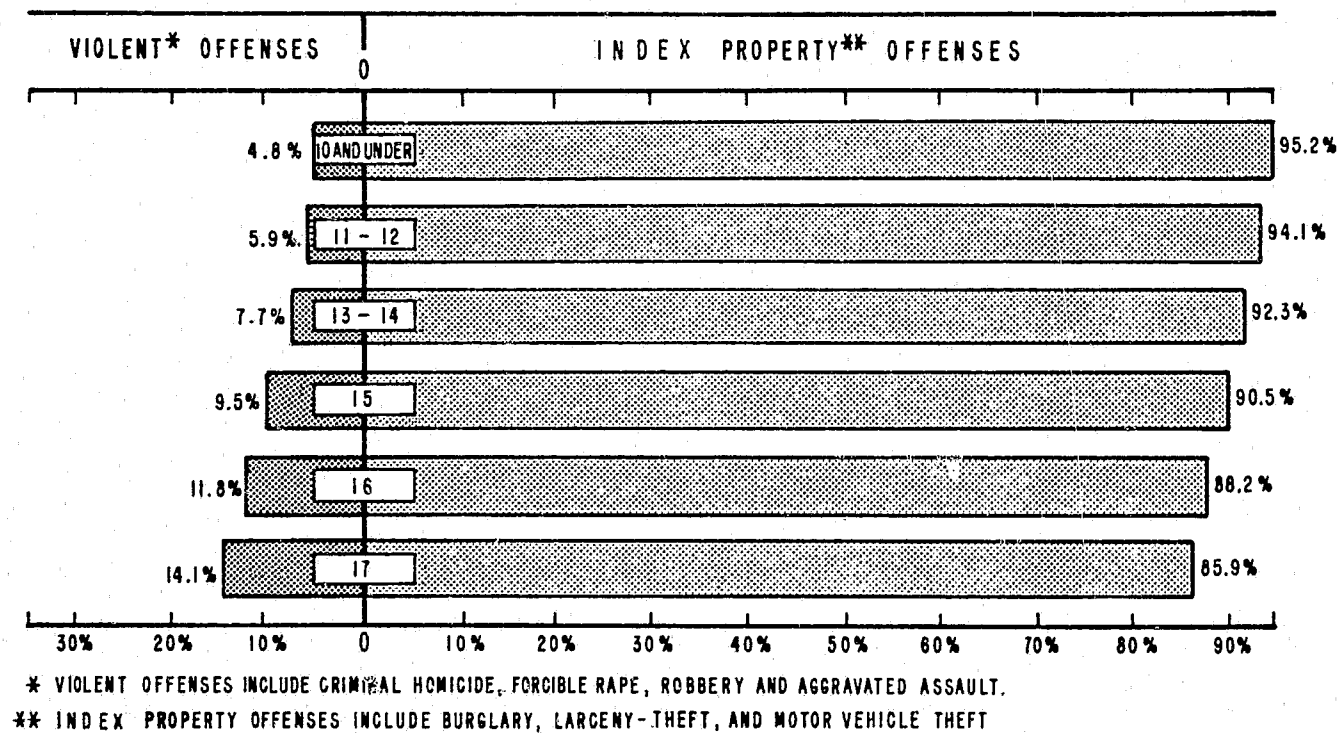 VIOLENT* OFFENSES 0 INDEX PROPERTY** OFFENSES
4.8% 10 AND UNDER 95.2%
5.9%. 11 - 12 94.1%
7.7% 13 - 14 92.3%
9.5% 15 90.5%
11.8% 16 88.2%
14.1% 17 85.9%
30% 20% 10% 0 10% 20% 30% 40% 50% 60% 70% 80% 90%
* VIOLENT OFFENSES INCLUDE CRIMINAL HOMICIDE, FORCIBLE RAPE, ROBBERY AND AGGRAVATED ASSAULT.
** INDEX PROPERTY OFFENSES INCLUDE BURGLARY, LARCENY-THEFT, AND MOTOR VEHICLE THEFT